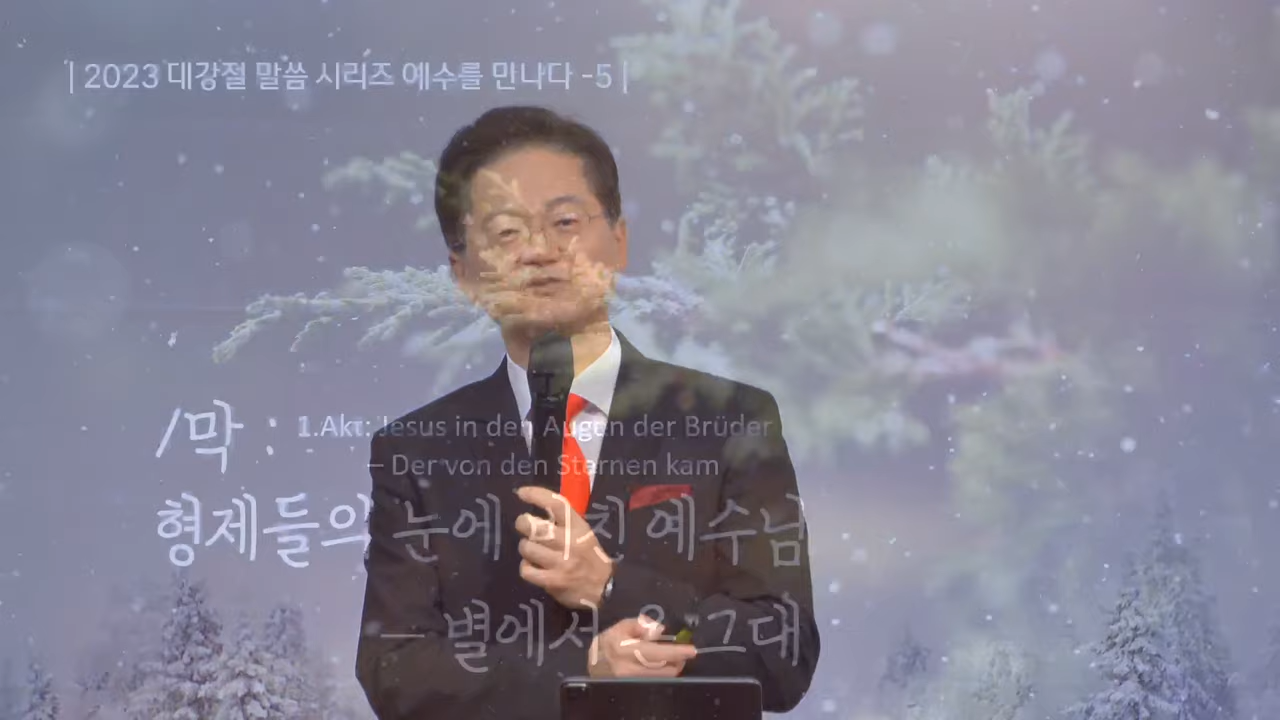 | 2023 대강절 말씀 시리즈 예수를 만나다 -5 |
1막 :
1.Akt: Jesus in den Augen der Brüder
– Der von den Sternen kam
형제들의 눈에 비친 예수님
– 별에서 온 그대